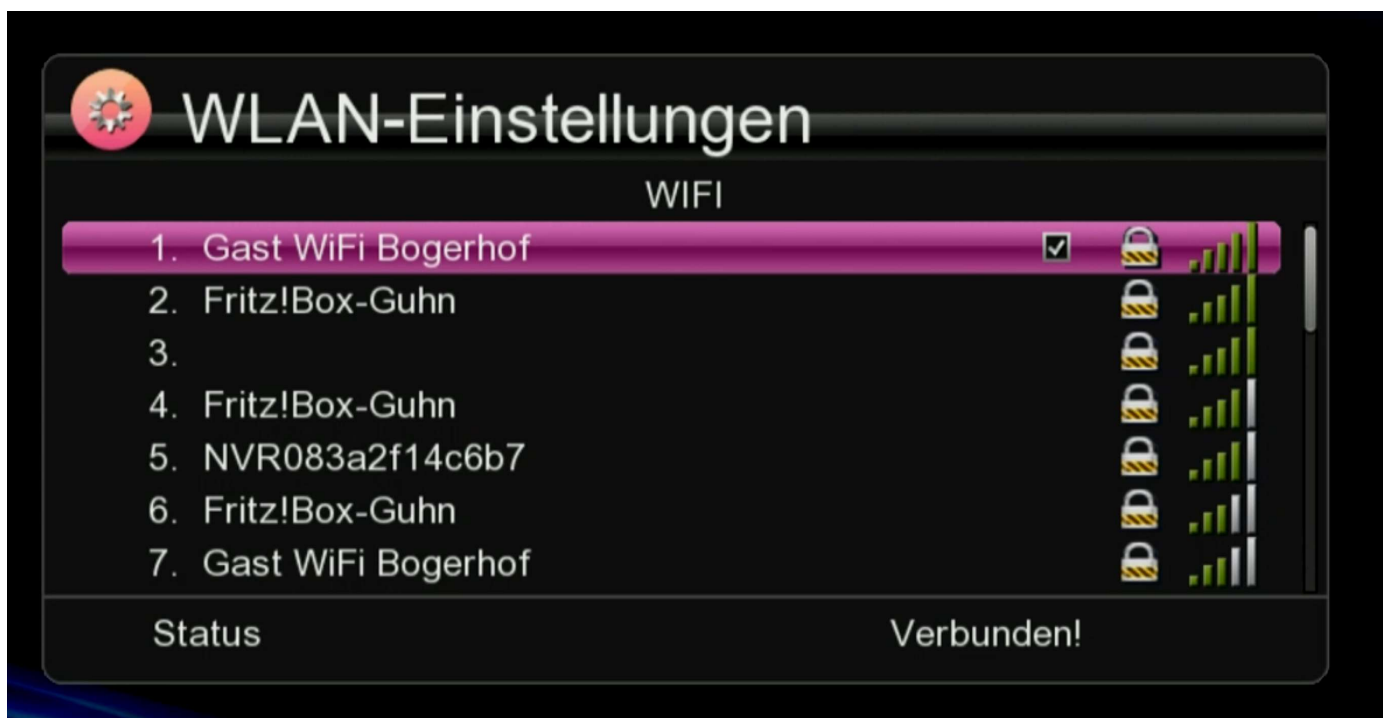 WLAN-Einstellungen
WIFI
1. Gast WiFi Bogerhof
2. Fritz!Box-Guhn
3.
4. Fritz!Box-Guhn
5. NVR083a2f14c6b7
6. Fritz!Box-Guhn
7. Gast WiFi Bogerhof
Status Verbunden!